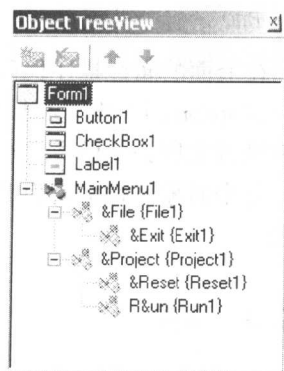 Object TreeView
Form1
Button1
CheckBox1
Label1
MainMenu1
&File {File1}
&Exit {Exit1}
&Project {Project1}
&Reset {Reset1}
R&un {Run1}